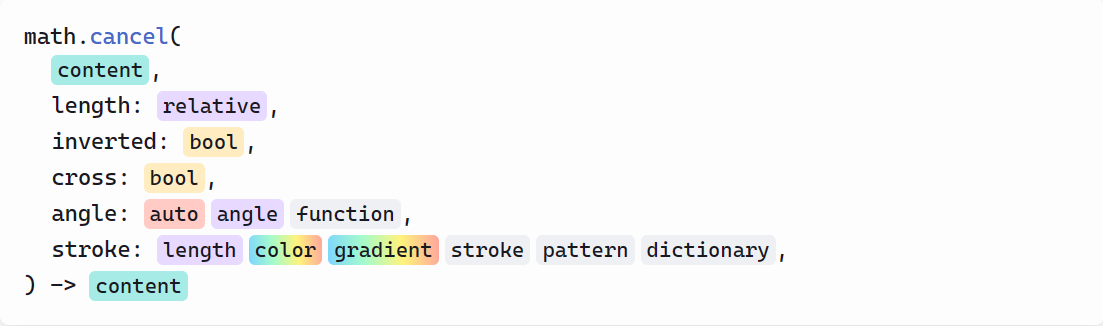 math.cancel(
content,
length: relative,
inverted: bool,
cross: bool,
angle: auto angle function,
stroke: length color gradient stroke pattern dictionary,
) -> content